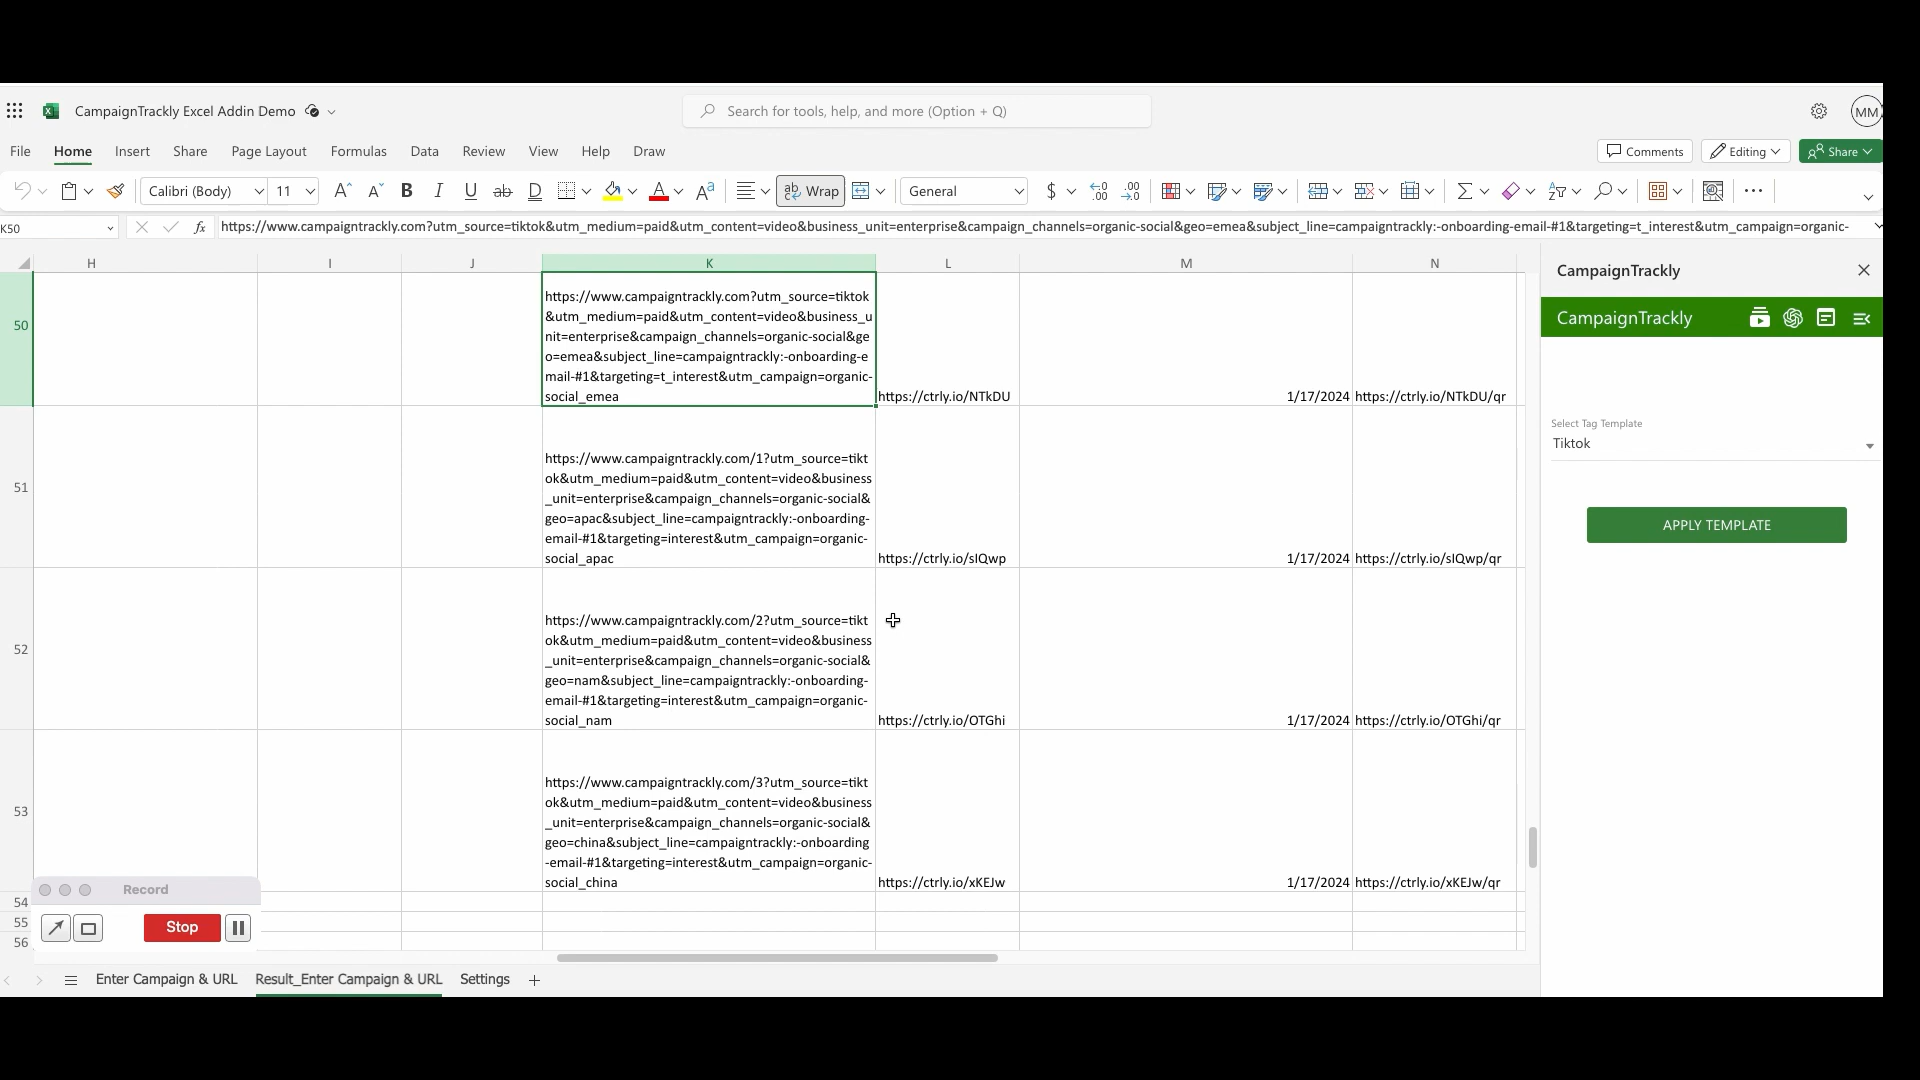 CampaignTrackly Excel Addin Demo
Search for tools, help, and more (Option + Q)
MM
File Home Insert Share Page Layout Formulas Data Review View Help Draw
Comments Editing Share
Calibri (Body) 11 A A B I U ab D A A ab Wrap General $ .00 .00 Σ ...
K50 fx https://www.campaigntrackly.com?utm_source=tiktok&utm_medium=paid&utm_content=video&business_unit=enterprise&campaign_channels=organic-social&geo=emea&subject_line=campaigntrackly:-onboarding-email-#1&targeting=t_interest&utm_campaign=organic-
H I J K L M N
50
https://www.campaigntrackly.com?utm_source=tiktok
&utm_medium=paid&utm_content=video&business_u
nit=enterprise&campaign_channels=organic-social&ge
o=emea&subject_line=campaigntrackly:-onboarding-e
mail-#1&targeting=t_interest&utm_campaign=organic-
social_emea https://ctrly.io/NTkDU 1/17/2024 https://ctrly.io/NTkDU/qr
51
https://www.campaigntrackly.com/1?utm_source=tikt
ok&utm_medium=paid&utm_content=video&business
_unit=enterprise&campaign_channels=organic-social&
geo=apac&subject_line=campaigntrackly:-onboarding-
email-#1&targeting=interest&utm_campaign=organic-
social_apac https://ctrly.io/sIQwp 1/17/2024 https://ctrly.io/sIQwp/qr
52
https://www.campaigntrackly.com/2?utm_source=tikt
ok&utm_medium=paid&utm_content=video&business
_unit=enterprise&campaign_channels=organic-social&
geo=nam&subject_line=campaigntrackly:-onboarding-
email-#1&targeting=interest&utm_campaign=organic-
social_nam https://ctrly.io/OTGhi 1/17/2024 https://ctrly.io/OTGhi/qr
53
https://www.campaigntrackly.com/3?utm_source=tikt
ok&utm_medium=paid&utm_content=video&business
_unit=enterprise&campaign_channels=organic-social&
geo=china&subject_line=campaigntrackly:-onboarding
-email-#1&targeting=interest&utm_campaign=organic-
social_china https://ctrly.io/xKEJw 1/17/2024 https://ctrly.io/xKEJw/qr
54
55
56
Record
Stop
Enter Campaign & URL Result_Enter Campaign & URL Settings
CampaignTrackly
CampaignTrackly
Select Tag Template
Tiktok
APPLY TEMPLATE